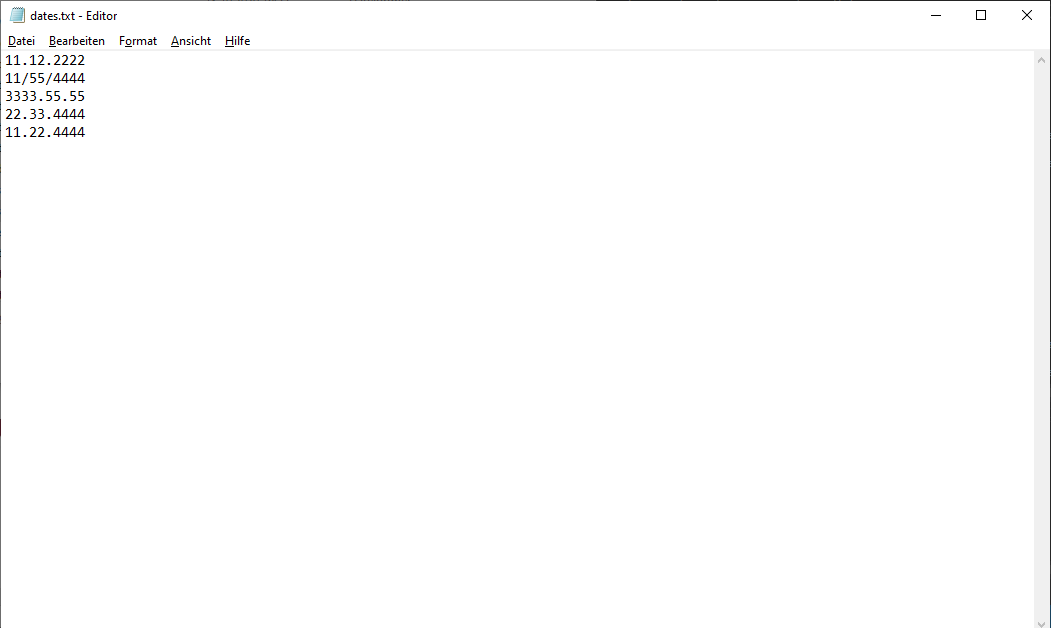 dates.txt - Editor
Datei Bearbeiten Format Ansicht Hilfe
11.12.2222
11/55/4444
3333.55.55
22.33.4444
11.22.4444